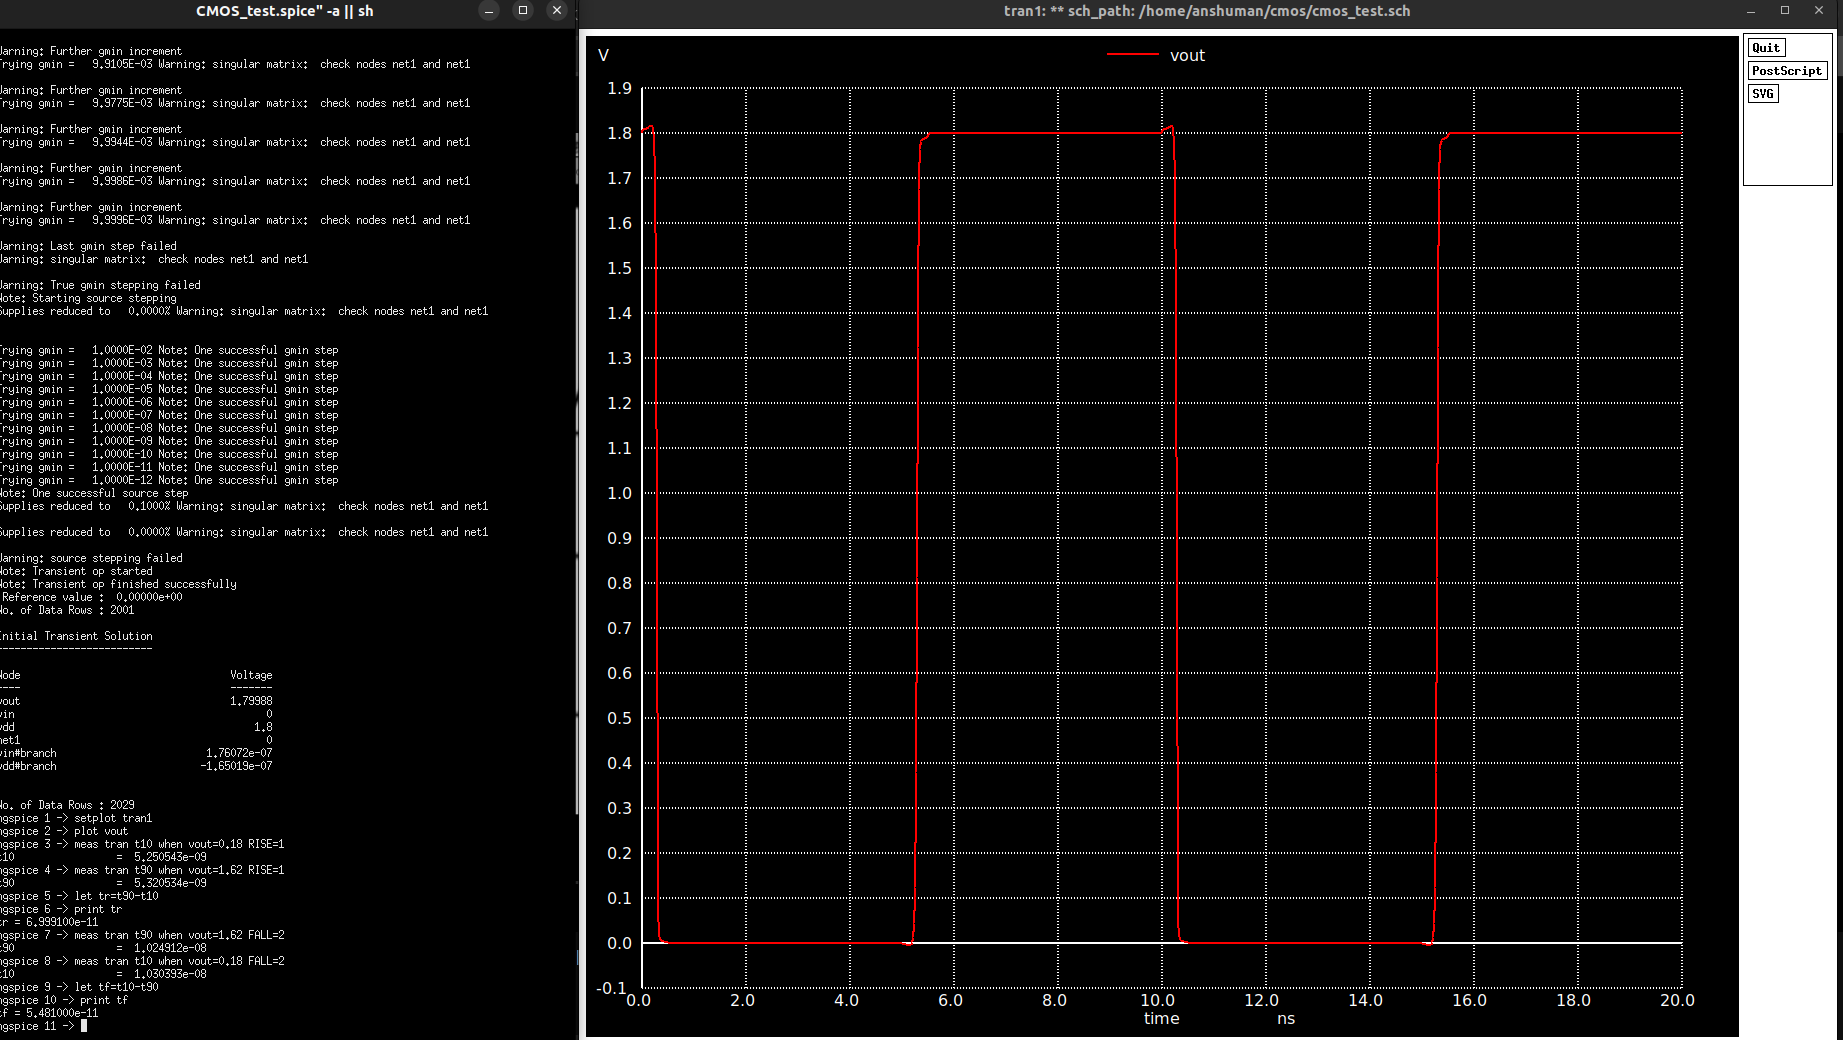 CMOS_test.spice" -a || sh
arning: Further gmin increment
rying gmin =   9.9105E-03 Warning: singular matrix:  check nodes net1 and net1
arning: Further gmin increment
rying gmin =   9.9775E-03 Warning: singular matrix:  check nodes net1 and net1
arning: Further gmin increment
rying gmin =   9.9944E-03 Warning: singular matrix:  check nodes net1 and net1
arning: Further gmin increment
rying gmin =   9.9986E-03 Warning: singular matrix:  check nodes net1 and net1
arning: Further gmin increment
rying gmin =   9.9996E-03 Warning: singular matrix:  check nodes net1 and net1
arning: Last gmin step failed
arning: singular matrix:  check nodes net1 and net1
arning: True gmin stepping failed
ote: Starting source stepping
upplies reduced to   0.0000% Warning: singular matrix:  check nodes net1 and net1
rying gmin =   1.0000E-02 Note: One successful gmin step
rying gmin =   1.0000E-03 Note: One successful gmin step
rying gmin =   1.0000E-04 Note: One successful gmin step
rying gmin =   1.0000E-05 Note: One successful gmin step
rying gmin =   1.0000E-06 Note: One successful gmin step
rying gmin =   1.0000E-07 Note: One successful gmin step
rying gmin =   1.0000E-08 Note: One successful gmin step
rying gmin =   1.0000E-09 Note: One successful gmin step
rying gmin =   1.0000E-10 Note: One successful gmin step
rying gmin =   1.0000E-11 Note: One successful gmin step
rying gmin =   1.0000E-12 Note: One successful gmin step
ote: One successful source step
upplies reduced to   0.1000% Warning: singular matrix:  check nodes net1 and net1
upplies reduced to   0.0000% Warning: singular matrix:  check nodes net1 and net1
arning: source stepping failed
ote: Transient op started
ote: Transient op finished successfully
Reference value :  0.00000e+00
o. of Data Rows : 2001
nitial Transient Solution
--------------------------
ode                                   Voltage
----                                  -------
vout                                  1.79988
vin                                         0
vdd                                       1.8
net1                                        0
vin#branch                        1.76072e-07
vdd#branch                       -1.65019e-07
o. of Data Rows : 2029
ngspice 1 -> setplot tran1
ngspice 2 -> plot vout
ngspice 3 -> meas tran t10 when vout=0.18 RISE=1
t10                 =  5.250543e-09
ngspice 4 -> meas tran t90 when vout=1.62 RISE=1
t90                 =  5.320534e-09
ngspice 5 -> let tr=t90-t10
ngspice 6 -> print tr
tr = 6.999100e-11
ngspice 7 -> meas tran t90 when vout=1.62 FALL=2
t90                 =  1.024912e-08
ngspice 8 -> meas tran t10 when vout=0.18 FALL=2
t10                 =  1.030393e-08
ngspice 9 -> let tf=t10-t90
ngspice 10 -> print tf
tf = 5.481000e-11
ngspice 11 ->
tran1: ** sch_path: /home/anshuman/cmos/cmos_test.sch
V
vout
1.9
1.8
1.7
1.6
1.5
1.4
1.3
1.2
1.1
1.0
0.9
0.8
0.7
0.6
0.5
0.4
0.3
0.2
0.1
0.0
-0.1
0.0 2.0 4.0 6.0 8.0 10.0 12.0 14.0 16.0 18.0 20.0
time ns
Quit
PostScript
SVG